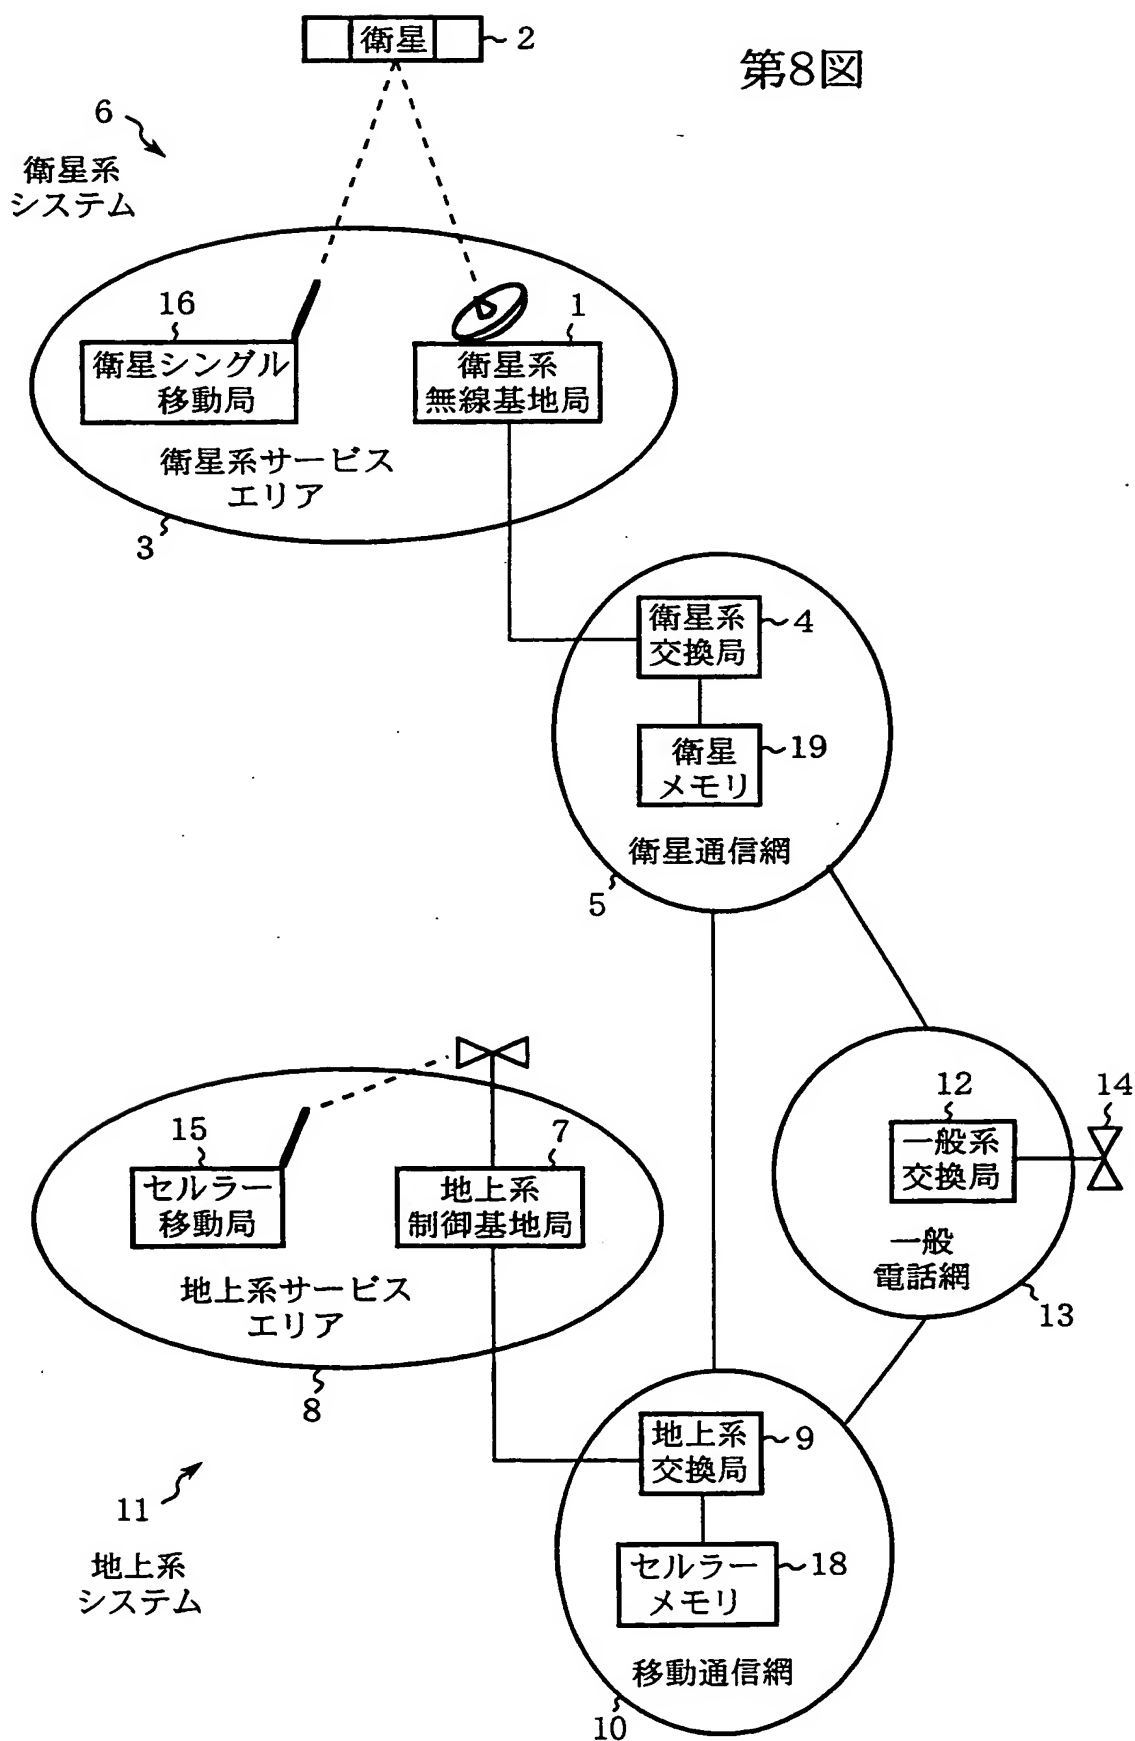 第8図
衛星
2
6
衛星系
システム
16
衛星シングル
移動局
1
衛星系
無線基地局
衛星系サービス
エリア
3
衛星系
交換局
4
衛星
メモリ
19
衛星通信網
5
12
14
一般系
交換局
一般
電話網
13
15
セルラー
移動局
7
地上系
制御基地局
地上系サービス
エリア
8
地上系
交換局
9
11
地上系
システム
セルラー
メモリ
18
移動通信網
10